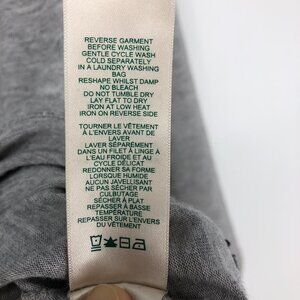 REVERSE GARMENT
BEFORE WASHING
GENTLE CYCLE WASH
COLD SEPARATELY
IN A LAUNDRY WASHING
BAG
RESHAPE WHILST DAMP
NO BLEACH
DO NOT TUMBLE DRY
LAY FLAT TO DRY
IRON AT LOW HEAT
IRON ON REVERSE SIDE
TOURNER LE VÊTEMENT
À L'ENVERS AVANT DE
LAVER
LAVER SÉPARÉMENT
DANS UN FILET À LINGE À
L'EAU FROIDE ET AU
CYCLE DÉLICAT
REDONNER SA FORME
LORSQUE HUMIDE
AUCUN JAVELLISANT
NE PAS SÉCHER PAR
CULBUTAGE
SÉCHER À PLAT
REPASSER À BASSE
TEMPÉRATURE
REPASSER SUR L'ENVERS
DU VÊTEMENT